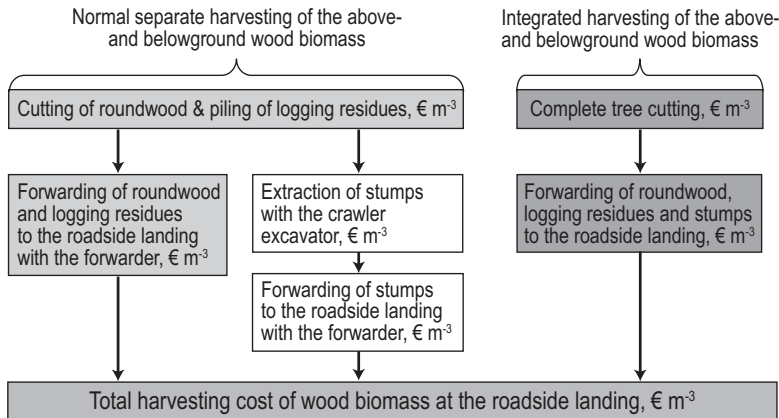 Normal separate harvesting of the above-
and belowground wood biomass
Integrated harvesting of the above-
and belowground wood biomass
Cutting of roundwood & piling of logging residues, € m⁻³
Complete tree cutting, € m⁻³
Forwarding of roundwood
and logging residues
to the roadside landing
with the forwarder, € m⁻³
Extraction of stumps
with the crawler
excavator, € m⁻³
Forwarding of stumps
to the roadside landing
with the forwarder, € m⁻³
Forwarding of roundwood,
logging residues and stumps
to the roadside landing, € m⁻³
Total harvesting cost of wood biomass at the roadside landing, € m⁻³